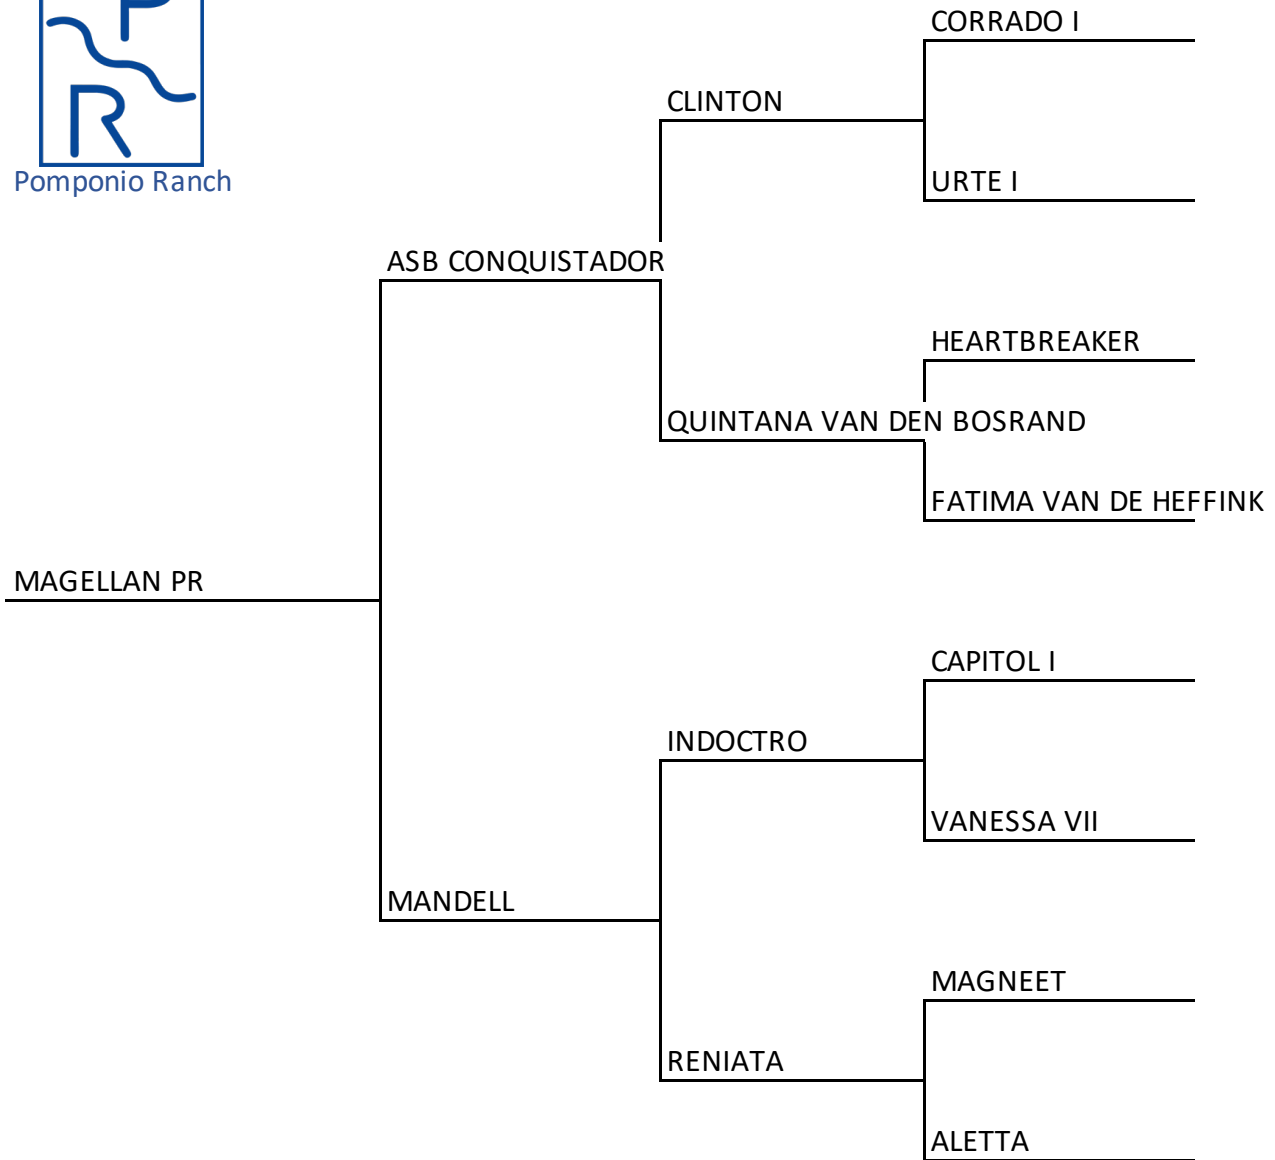 P
R
Pomponio Ranch
CORRADO I
CLINTON
URTE I
ASB CONQUISTADOR
HEARTBREAKER
QUINTANA VAN DEN BOSRAND
FATIMA VAN DE HEFFINK
MAGELLAN PR
CAPITOL I
INDOCTRO
VANESSA VII
MANDELL
MAGNEET
RENIATA
ALETTA